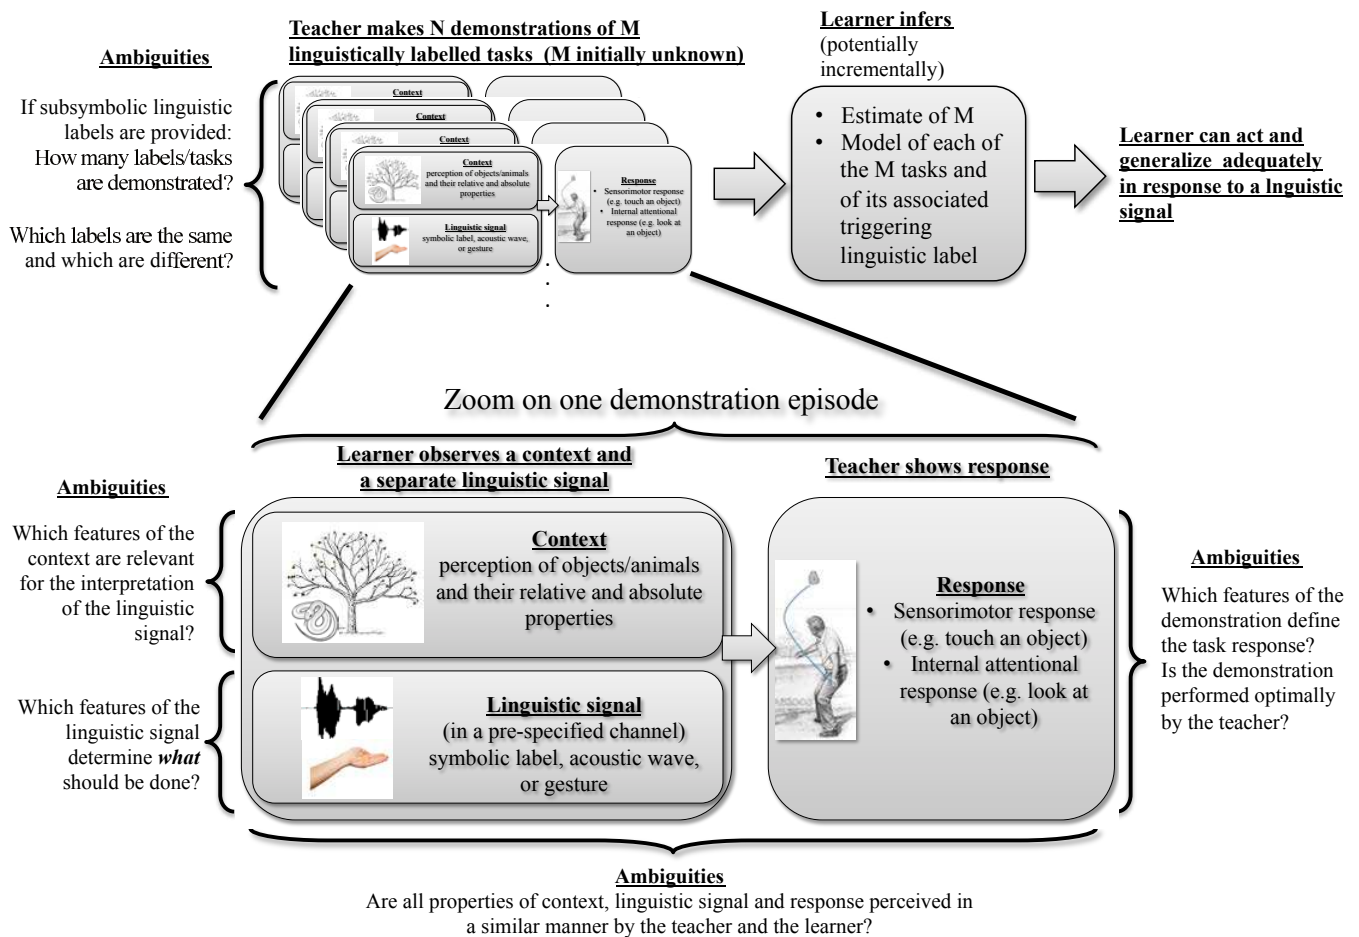 Teacher makes N demonstrations of M
linguistically labelled tasks (M initially unknown)
Learner infers
(potentially
incrementally)
Ambiguities
If subsymbolic linguistic
labels are provided:
How many labels/tasks
are demonstrated?
Which labels are the same
and which are different?
Context
Context
Context
Context
perception of objects/animals
and their relative and absolute
properties
Linguistic signal
symbolic label, acoustic wave,
or gesture
Response
• Sensorimotor response
(e.g. touch an object)
• Internal attentional
response (e.g. look at
an object)
.
.
.
• Estimate of M
• Model of each of
the M tasks and
of its associated
triggering
linguistic label
Learner can act and
generalize adequately
in response to a lnguistic
signal
Zoom on one demonstration episode
Learner observes a context and
a separate linguistic signal
Teacher shows response
Ambiguities
Which features of the
context are relevant
for the interpretation
of the linguistic
signal?
Which features of the
linguistic signal
determine what
should be done?
Context
perception of objects/animals
and their relative and absolute
properties
Linguistic signal
(in a pre-specified channel)
symbolic label, acoustic wave,
or gesture
Response
• Sensorimotor response
(e.g. touch an object)
• Internal attentional
response (e.g. look at
an object)
Ambiguities
Which features of the
demonstration define
the task response?
Is the demonstration
performed optimally
by the teacher?
Ambiguities
Are all properties of context, linguistic signal and response perceived in
a similar manner by the teacher and the learner?